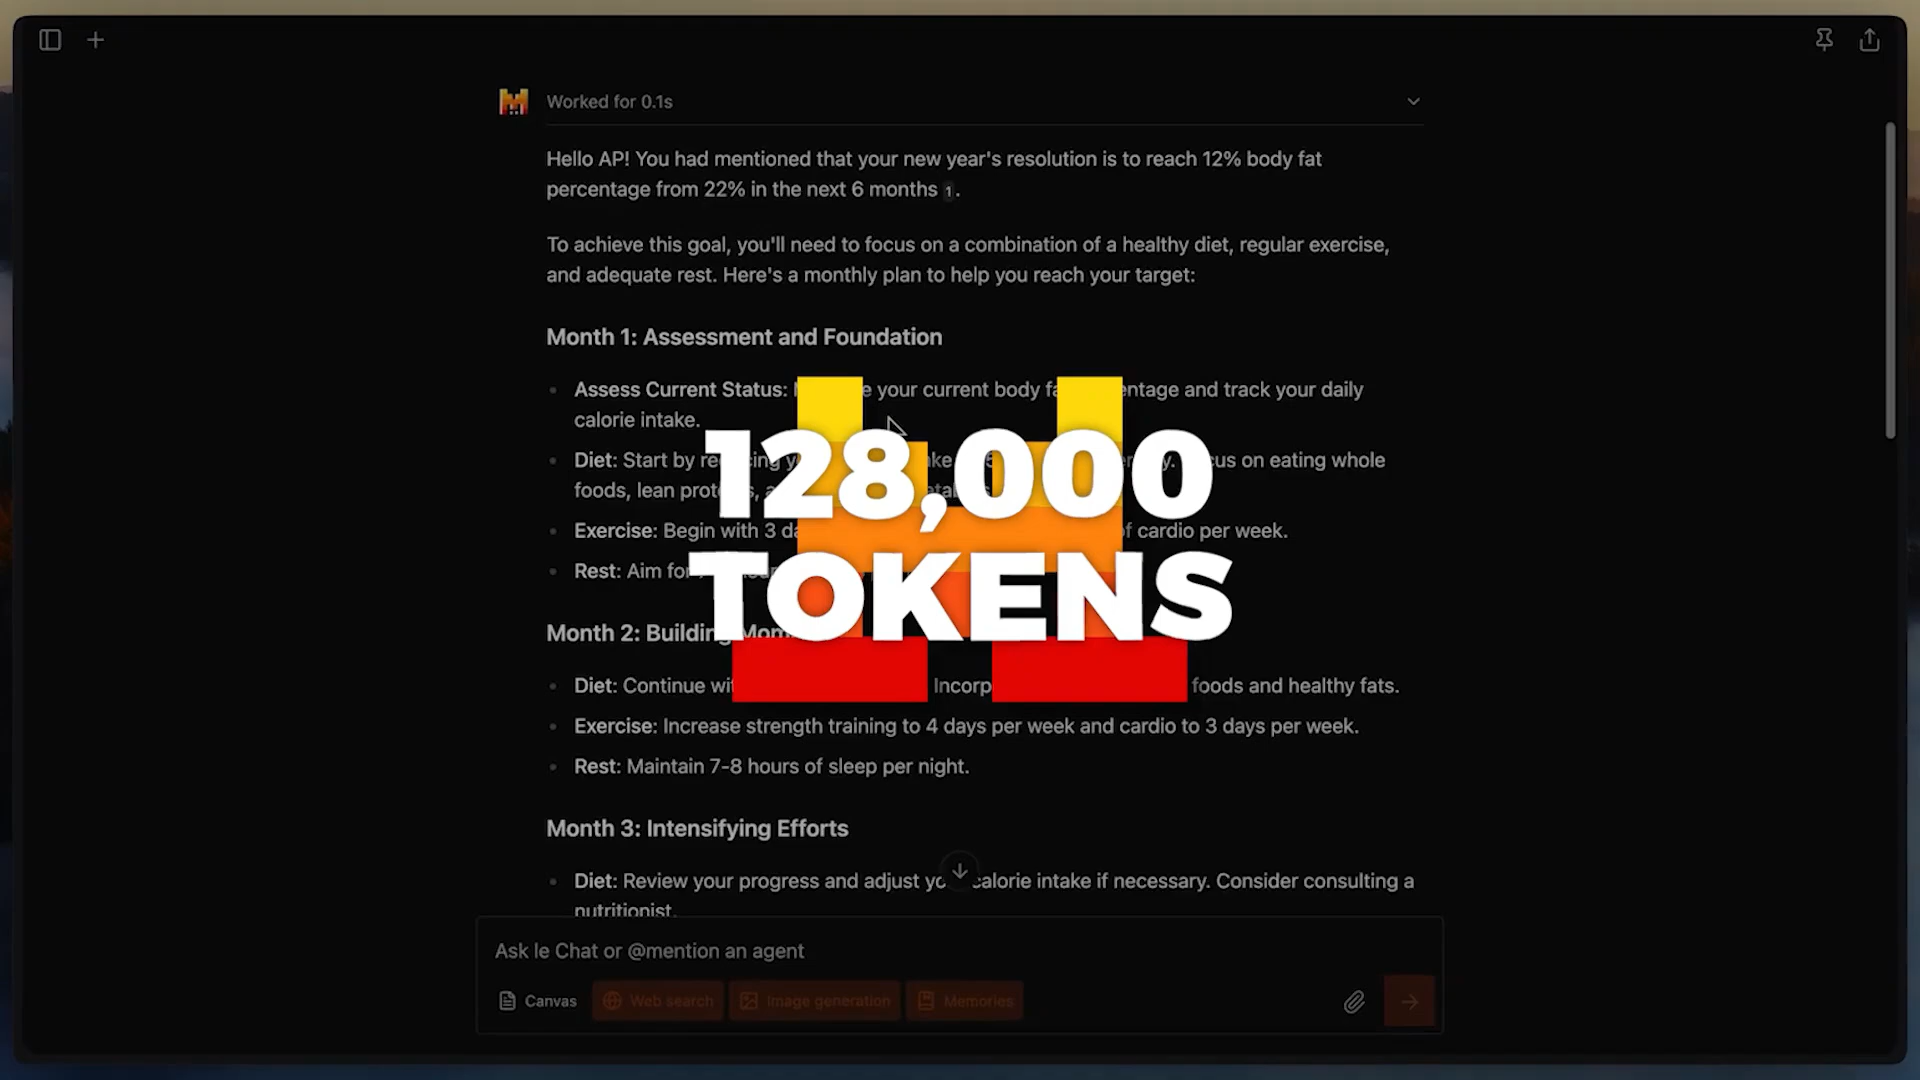 Worked for 0.1s
Hello AP! You had mentioned that your new year's resolution is to reach 12% body fat
percentage from 22% in the next 6 months 1.
To achieve this goal, you'll need to focus on a combination of a healthy diet, regular exercise,
and adequate rest. Here's a monthly plan to help you reach your target:
Month 1: Assessment and Foundation
Assess Current Status: your current body and track your daily
calorie intake.
Diet: Start by on eating whole
foods, lean
Exercise: Begin with 3 of cardio per week.
Rest: Aim for
128,000
TOKENS
Month 2: Building
Diet: Continue foods and healthy fats.
Exercise: Increase strength training to 4 days per week and cardio to 3 days per week.
Rest: Maintain 7-8 hours of sleep per night.
Month 3: Intensifying Efforts
Diet: Review your progress and adjust calorie intake if necessary. Consider consulting a
nutritionist.
Ask le Chat or @mention an agent
Canvas Web search Image generation Memories